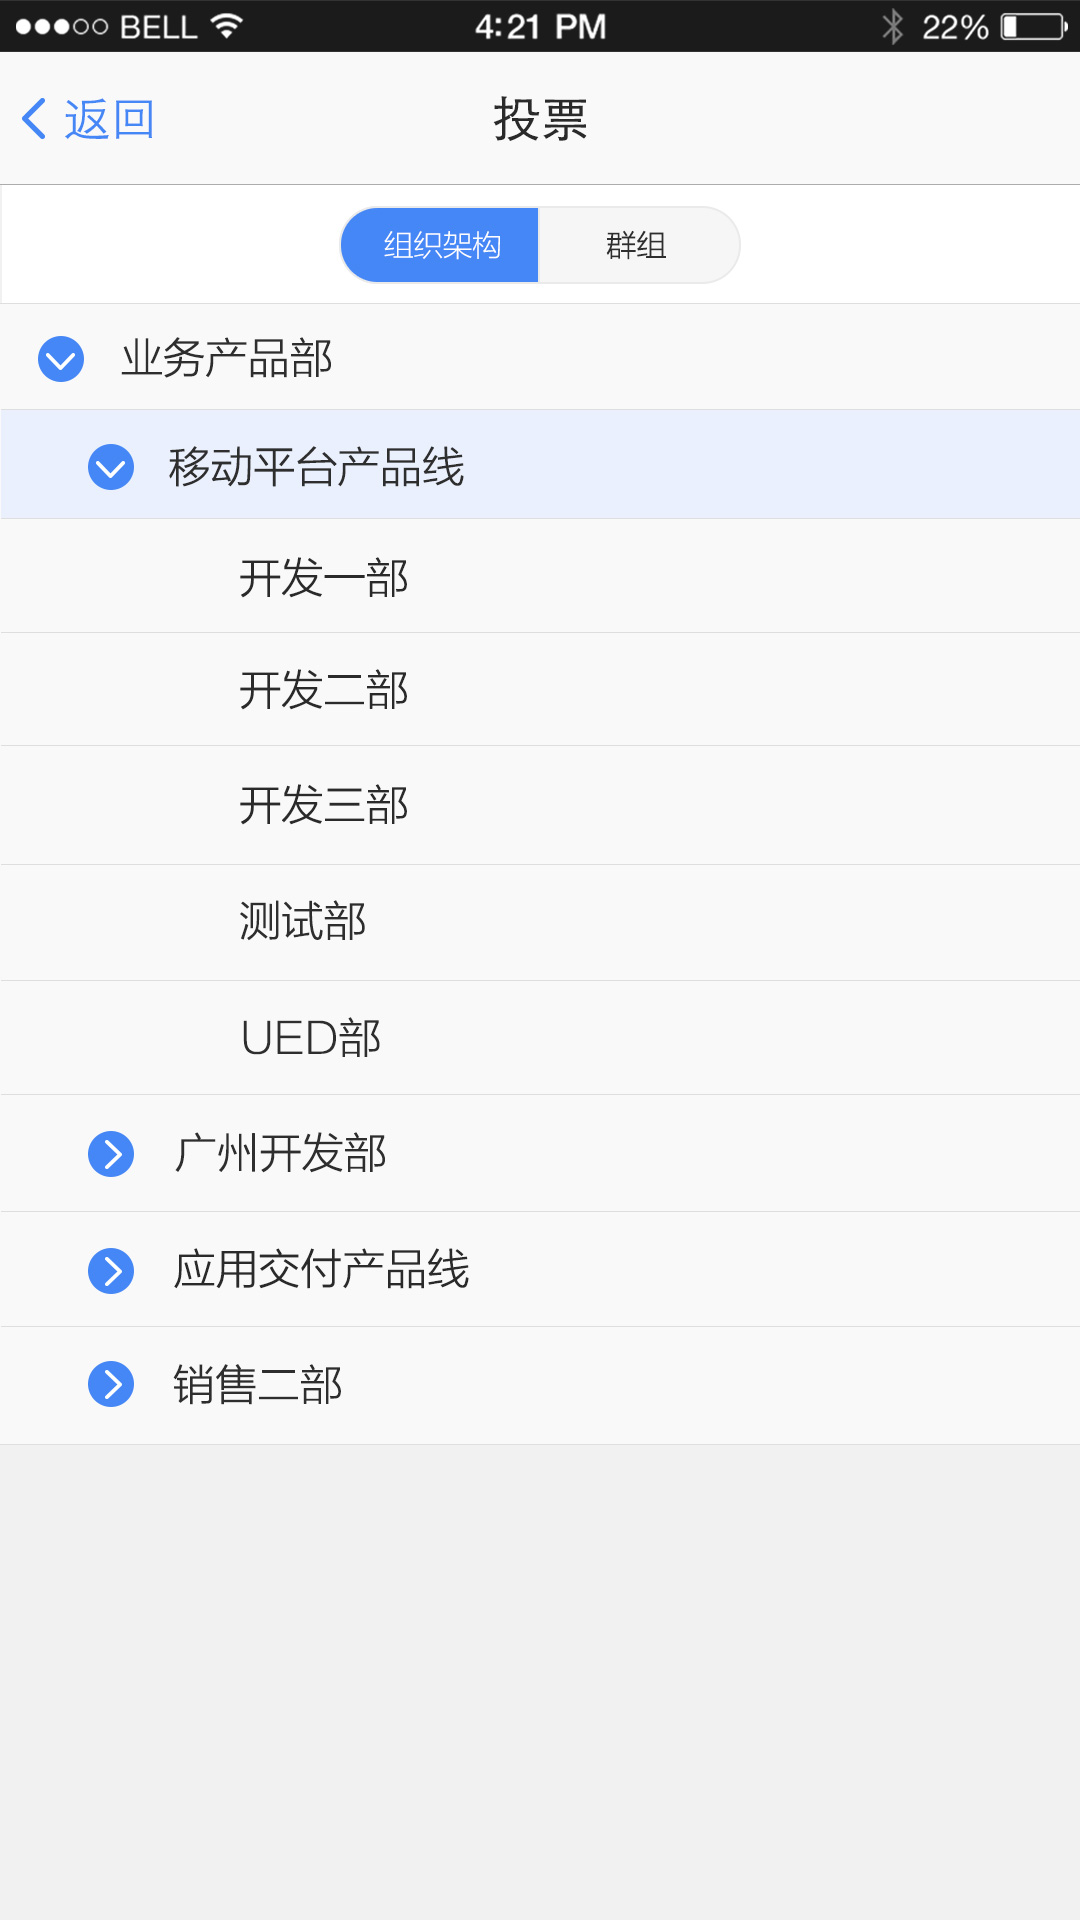 BELL 4:21 PM 22%
返回 投票
组织架构 群组
业务产品部
移动平台产品线
开发一部
开发二部
开发三部
测试部
UED部
广州开发部
应用交付产品线
销售二部